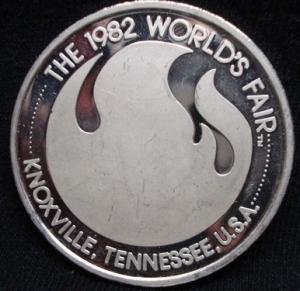 THE 1982 WORLD'S FAIR™
KNOXVILLE, TENNESSEE, U.S.A.